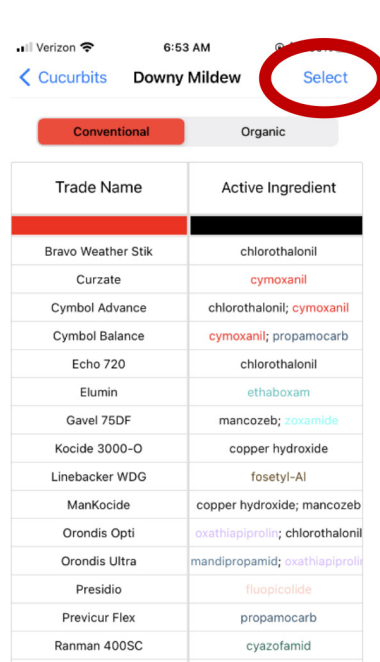 Verizon 6:53 AM
Cucurbits Downy Mildew Select
Conventional Organic
Trade Name Active Ingredient
Bravo Weather Stik chlorothalonil
Curzate cymoxanil
Cymbol Advance chlorothalonil; cymoxanil
Cymbol Balance cymoxanil; propamocarb
Echo 720 chlorothalonil
Elumin ethaboxam
Gavel 75DF mancozeb; zoxamide
Kocide 3000-O copper hydroxide
Linebacker WDG fosetyl-Al
ManKocide copper hydroxide; mancozeb
Orondis Opti oxathiapiprolin; chlorothalonil
Orondis Ultra mandipropamid; oxathiapiprolin
Presidio fluopicolide
Previcur Flex propamocarb
Ranman 400SC cyazofamid